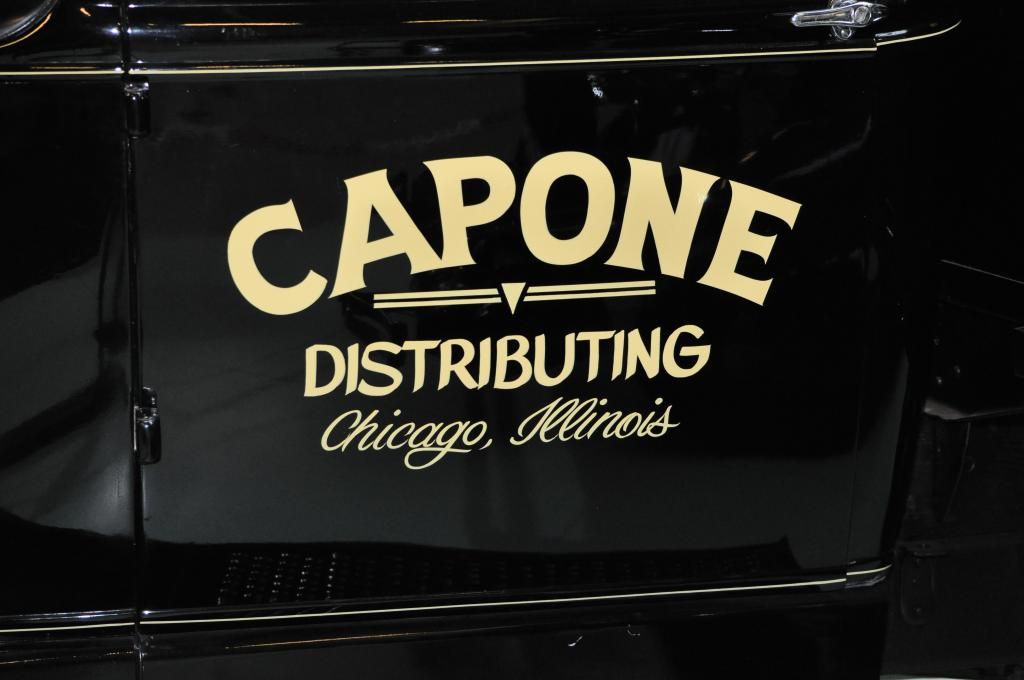 CAPONE
DISTRIBUTING
Chicago, Illinois